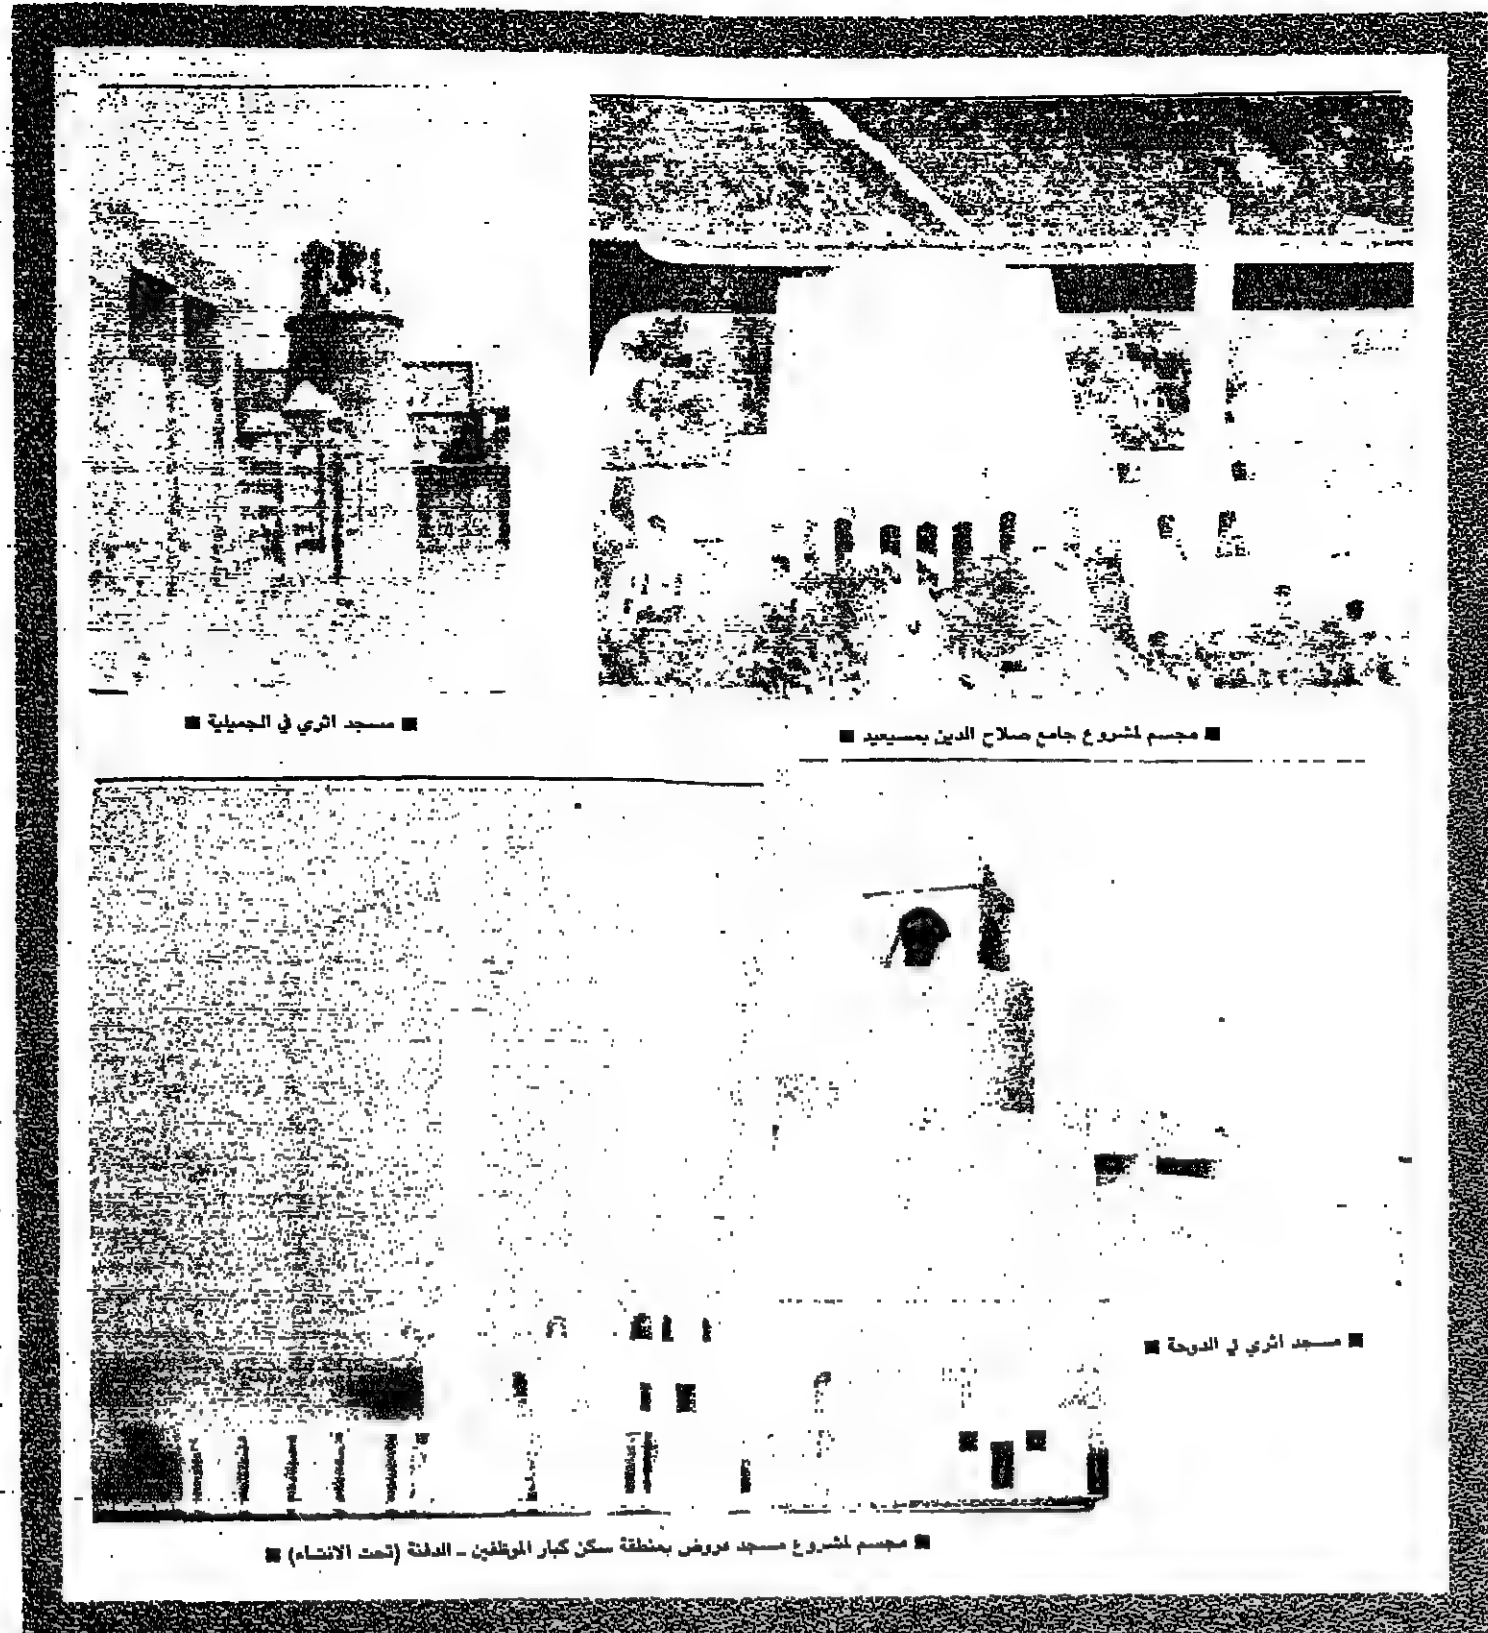 ■ مجسم لمشروع جامع صلاح الدين بمسيعيد ■
■ مسجد اثري في الجميلية ■
■ مسجد اثري في الدوحة ■
■ مجسم لمشروع مسجد فروض بمنطقة سكن كبار الموظفين - الدفنة (تحت الانشاء) ■